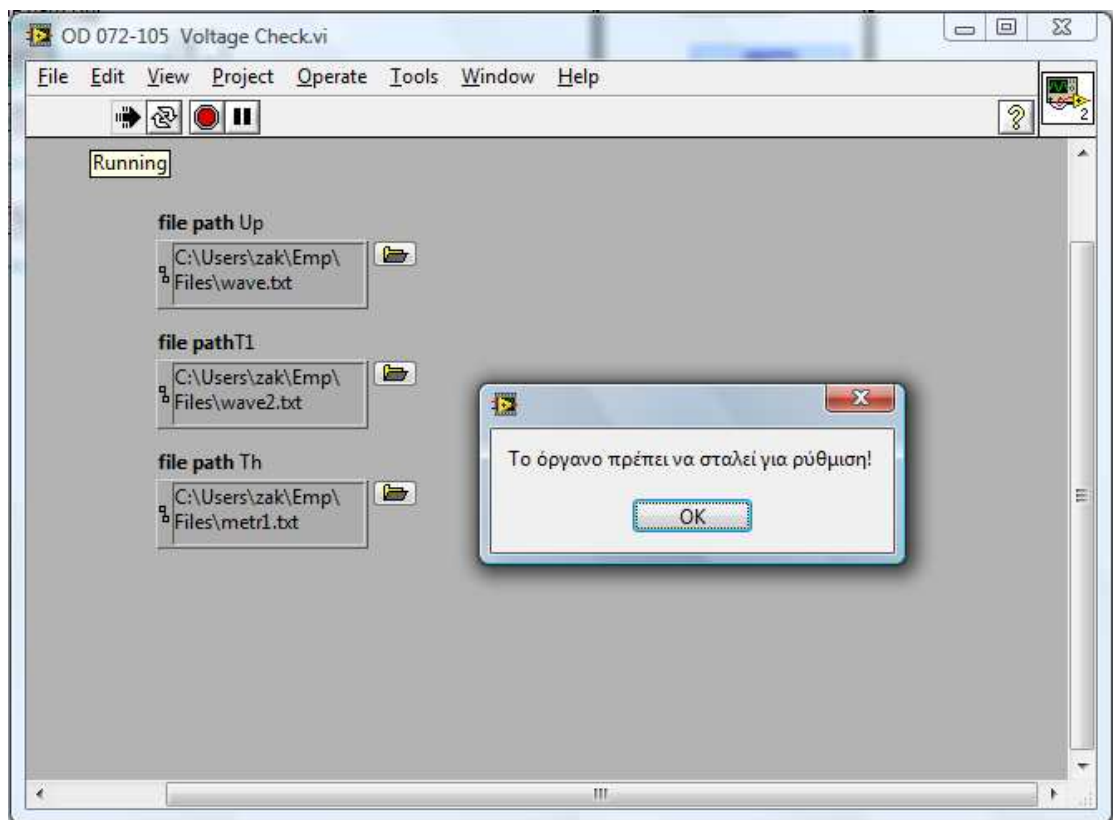 OD 072-105 Voltage Check.vi
File Edit View Project Operate Tools Window Help
2
Running
file path Up
C:\Users\zak\Emp\
Files\wave.txt
file pathT1
C:\Users\zak\Emp\
Files\wave2.txt
Το όργανο πρέπει να σταλεί για ρύθμιση!
OK
file path Th
C:\Users\zak\Emp\
Files\metr1.txt